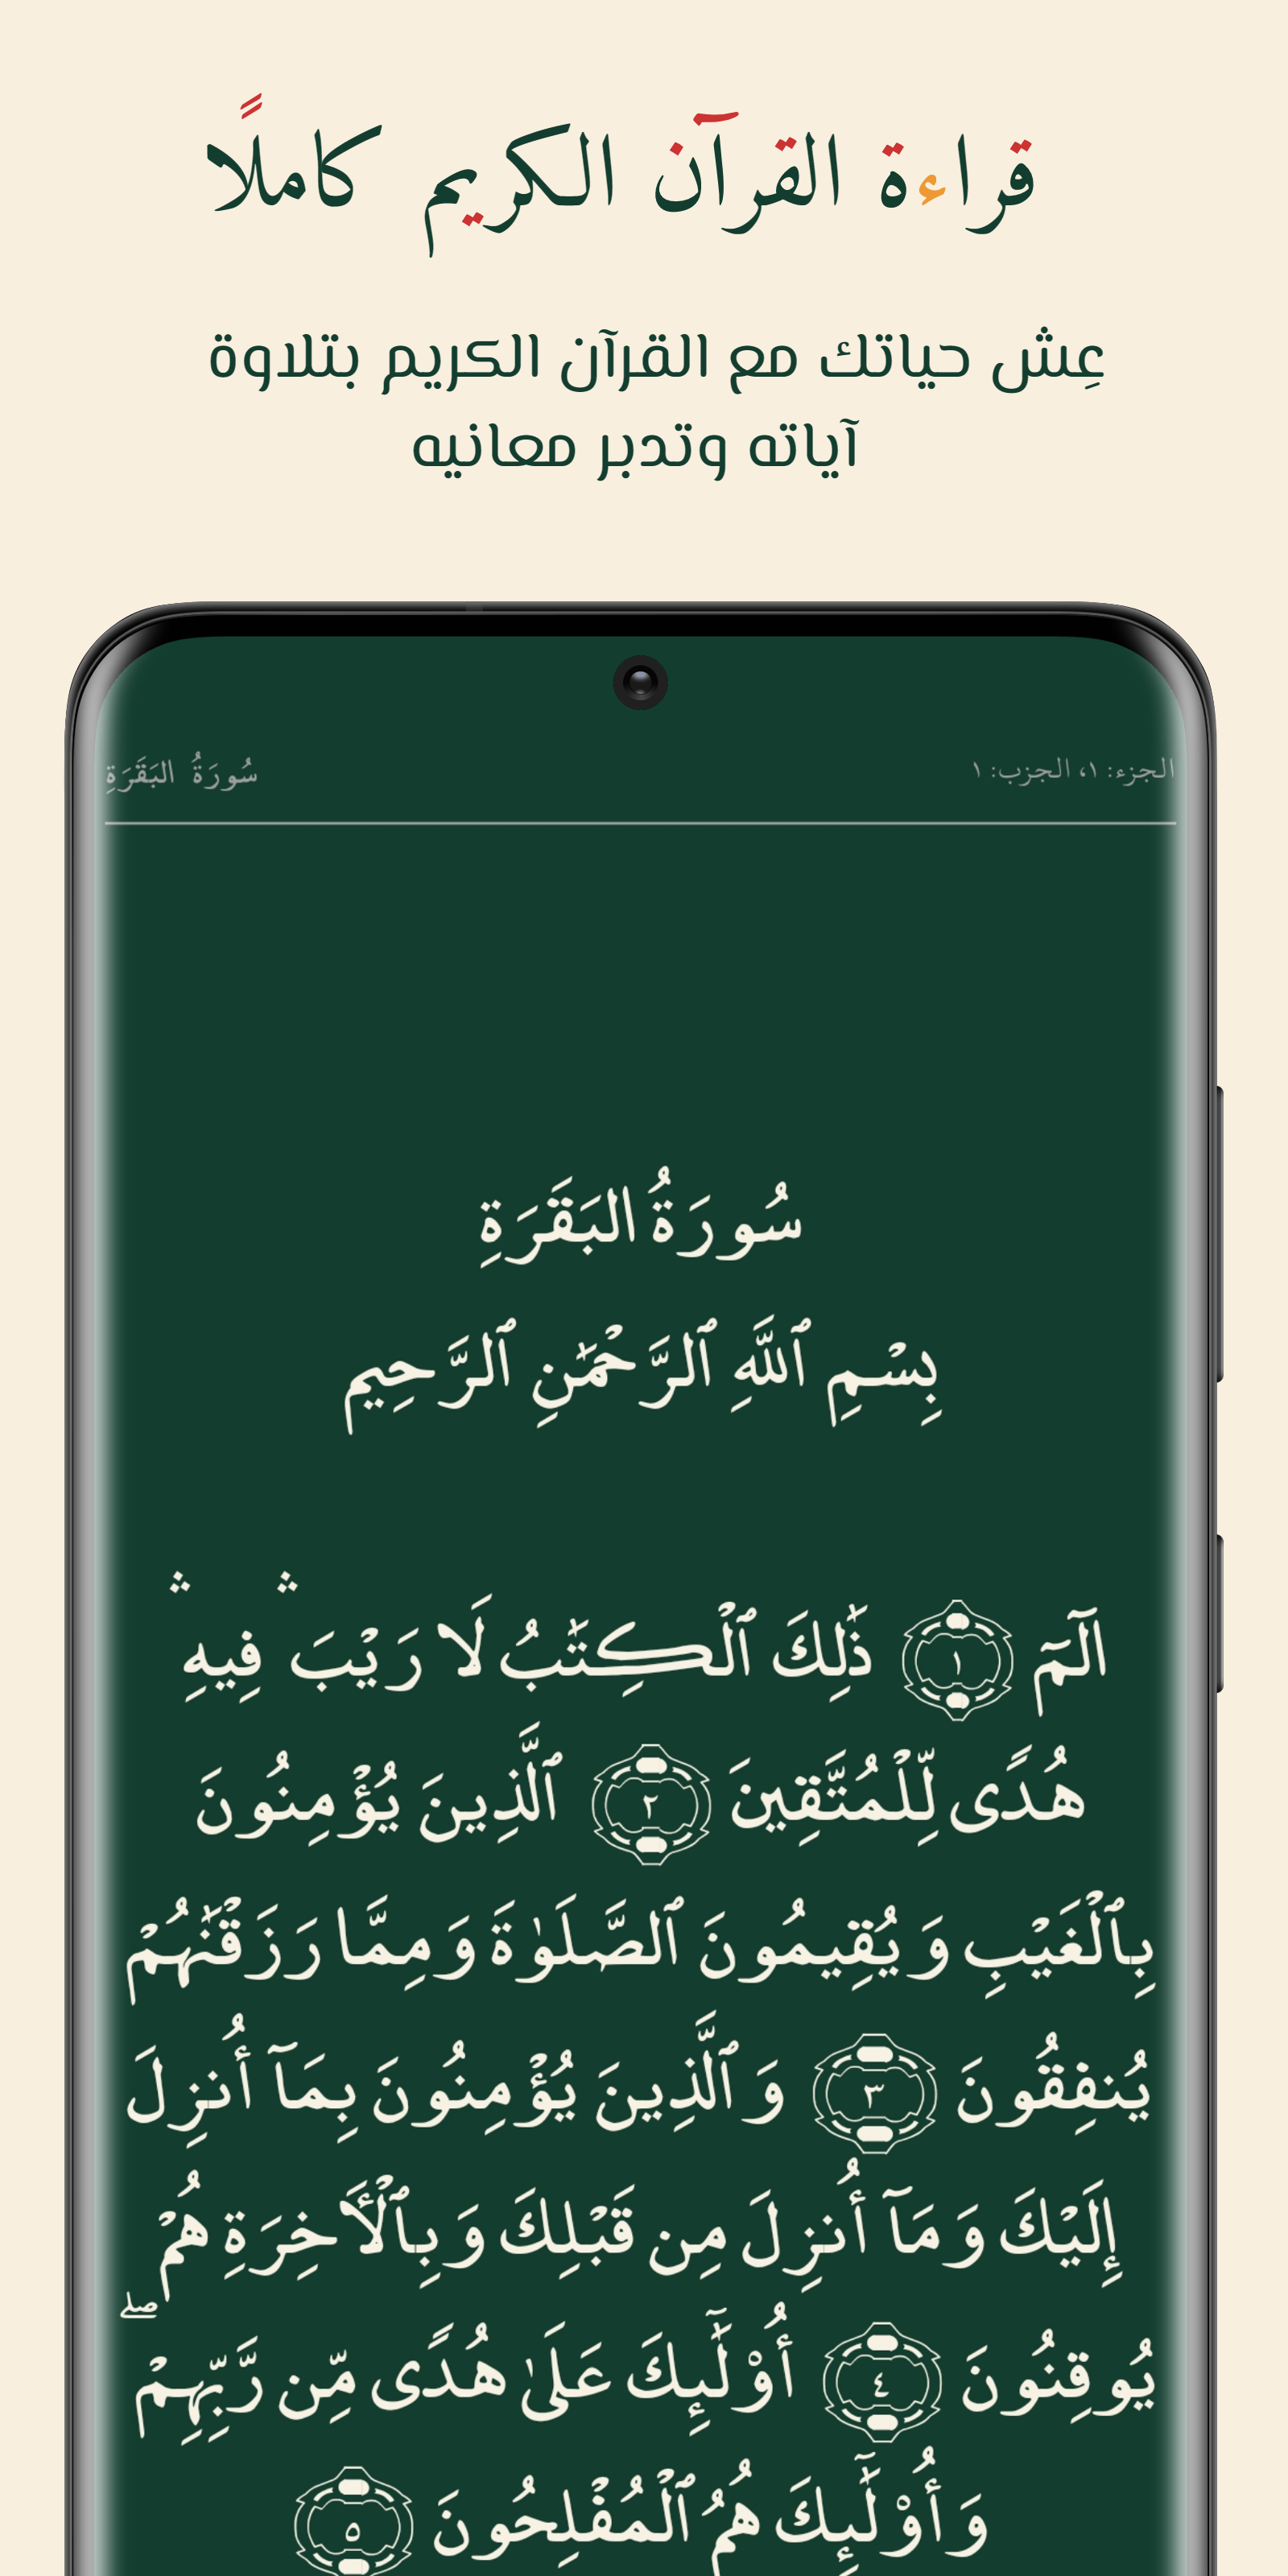 قراءة القرآن الكريم كاملًا
عِش حياتك مع القرآن الكريم بتلاوة
آياته وتدبر معانيه
الجزء: ١، الجزب: ١
سُورَةُ البَقَرَةِ
سُورَةُ البَقَرَةِ
بِسْمِ ٱللَّهِ ٱلرَّحْمَٰنِ ٱلرَّحِيمِ
الٓمٓ ١ ذَٰلِكَ ٱلْكِتَٰبُ لَا رَيْبَ ۛ فِيهِ ۛ
هُدًى لِّلْمُتَّقِينَ ٢ ٱلَّذِينَ يُؤْمِنُونَ
بِٱلْغَيْبِ وَيُقِيمُونَ ٱلصَّلَوٰةَ وَمِمَّا رَزَقْنَٰهُمْ
يُنفِقُونَ ٣ وَٱلَّذِينَ يُؤْمِنُونَ بِمَآ أُنزِلَ
إِلَيْكَ وَمَآ أُنزِلَ مِن قَبْلِكَ وَبِٱلْأَخِرَةِ هُمْ
يُوقِنُونَ ٤ أُوْلَٰٓئِكَ عَلَىٰ هُدًى مِّن رَّبِّهِمْ ۖ
وَأُوْلَٰٓئِكَ هُمُ ٱلْمُفْلِحُونَ ٥